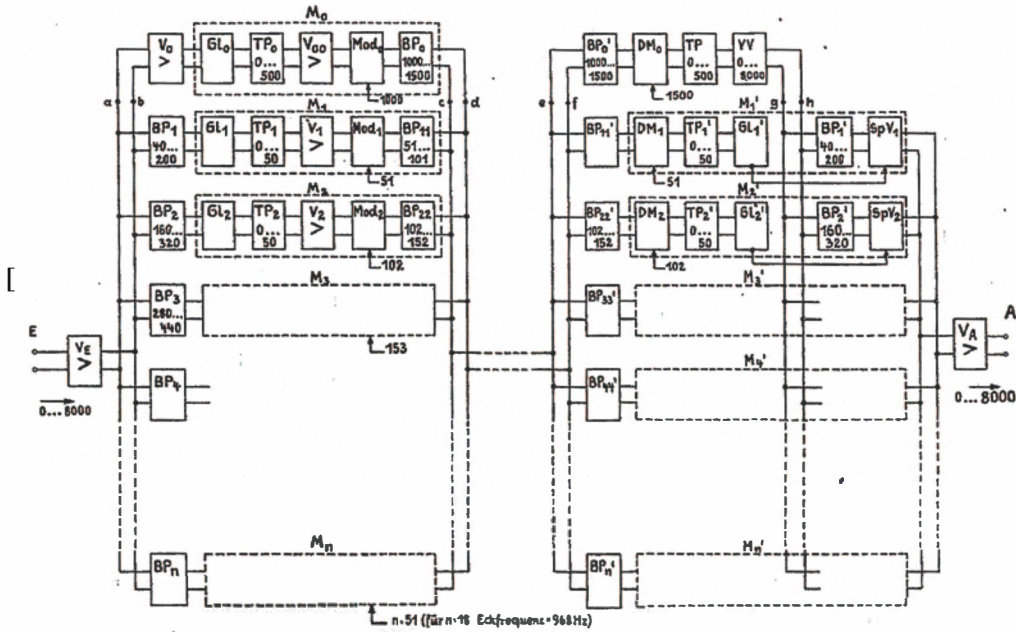 M₀
V₀ > Gl₀ TP₀ 0... 500 V₀₀ > Mod₀ BP₀ 1000... 1500
1000
a b c d
M₁
BP₁ 40... 200 Gl₁ TP₁ 0... 50 V₁ > Mod₁ BP₁₁ 51... 101
51
M₂
BP₂ 160... 320 Gl₂ TP₂ 0... 50 V₂ > Mod₂ BP₂₂ 102... 152
102
M₃
BP₃ 280... 440
153
[
E
V_E >
0...8000
BP₄
Mₙ
BPₙ
n·51 (für n=18 Eckfrequenz=968Hz)
BP₀' 1000... 1500 DM₀ TP 0... 500 VV 0... 8000
1500
e f g h
M₁'
BP₁₁' DM₁ TP₁' 0... 50 Gl₁' BP₁' 40... 200 SpV₁
51
M₂'
BP₂₂' 102... 152 DM₂ TP₂' 0... 50 Gl₂' BP₂' 160... 320 SpV₂
102
M₃'
BP₃₃'
M₄'
BP₄₄'
A
V_A >
0...8000
Mₙ'
BPₙ'